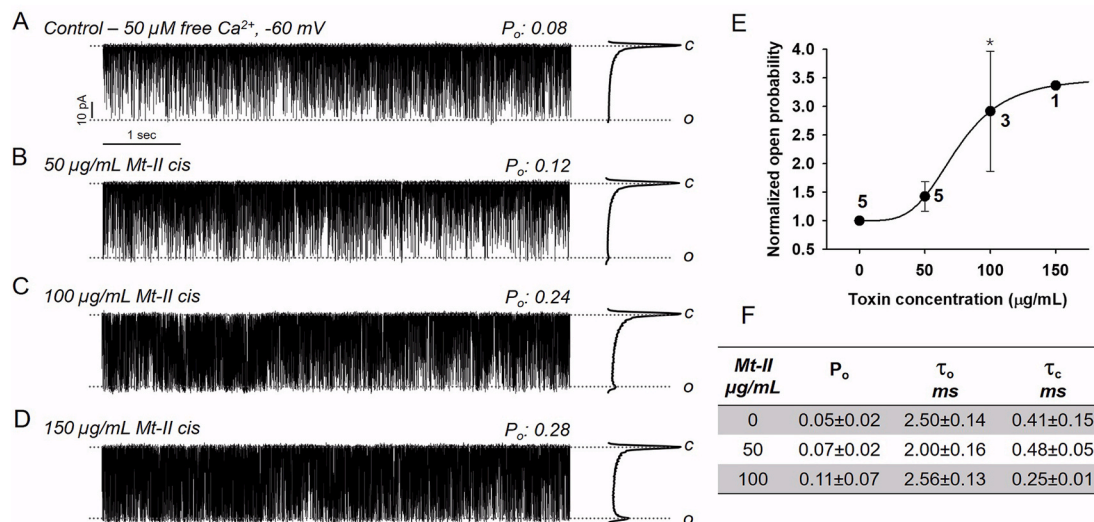 A
Control – 50 µM free Ca²⁺, -60 mV
Pₒ: 0.08
c
10 pA
o
1 sec
B
50 µg/mL Mt-II cis
Pₒ: 0.12
c
o
C
100 µg/mL Mt-II cis
Pₒ: 0.24
c
o
D
150 µg/mL Mt-II cis
Pₒ: 0.28
c
o
E
Normalized open probability
4.0
3.5
3.0
2.5
2.0
1.5
1.0
0.5
5
5
*
3
1
0 50 100 150
Toxin concentration (µg/mL)
F
Mt-II µg/mL Pₒ τₒ ms τc ms
0 0.05±0.02 2.50±0.14 0.41±0.15
50 0.07±0.02 2.00±0.16 0.48±0.05
100 0.11±0.07 2.56±0.13 0.25±0.01